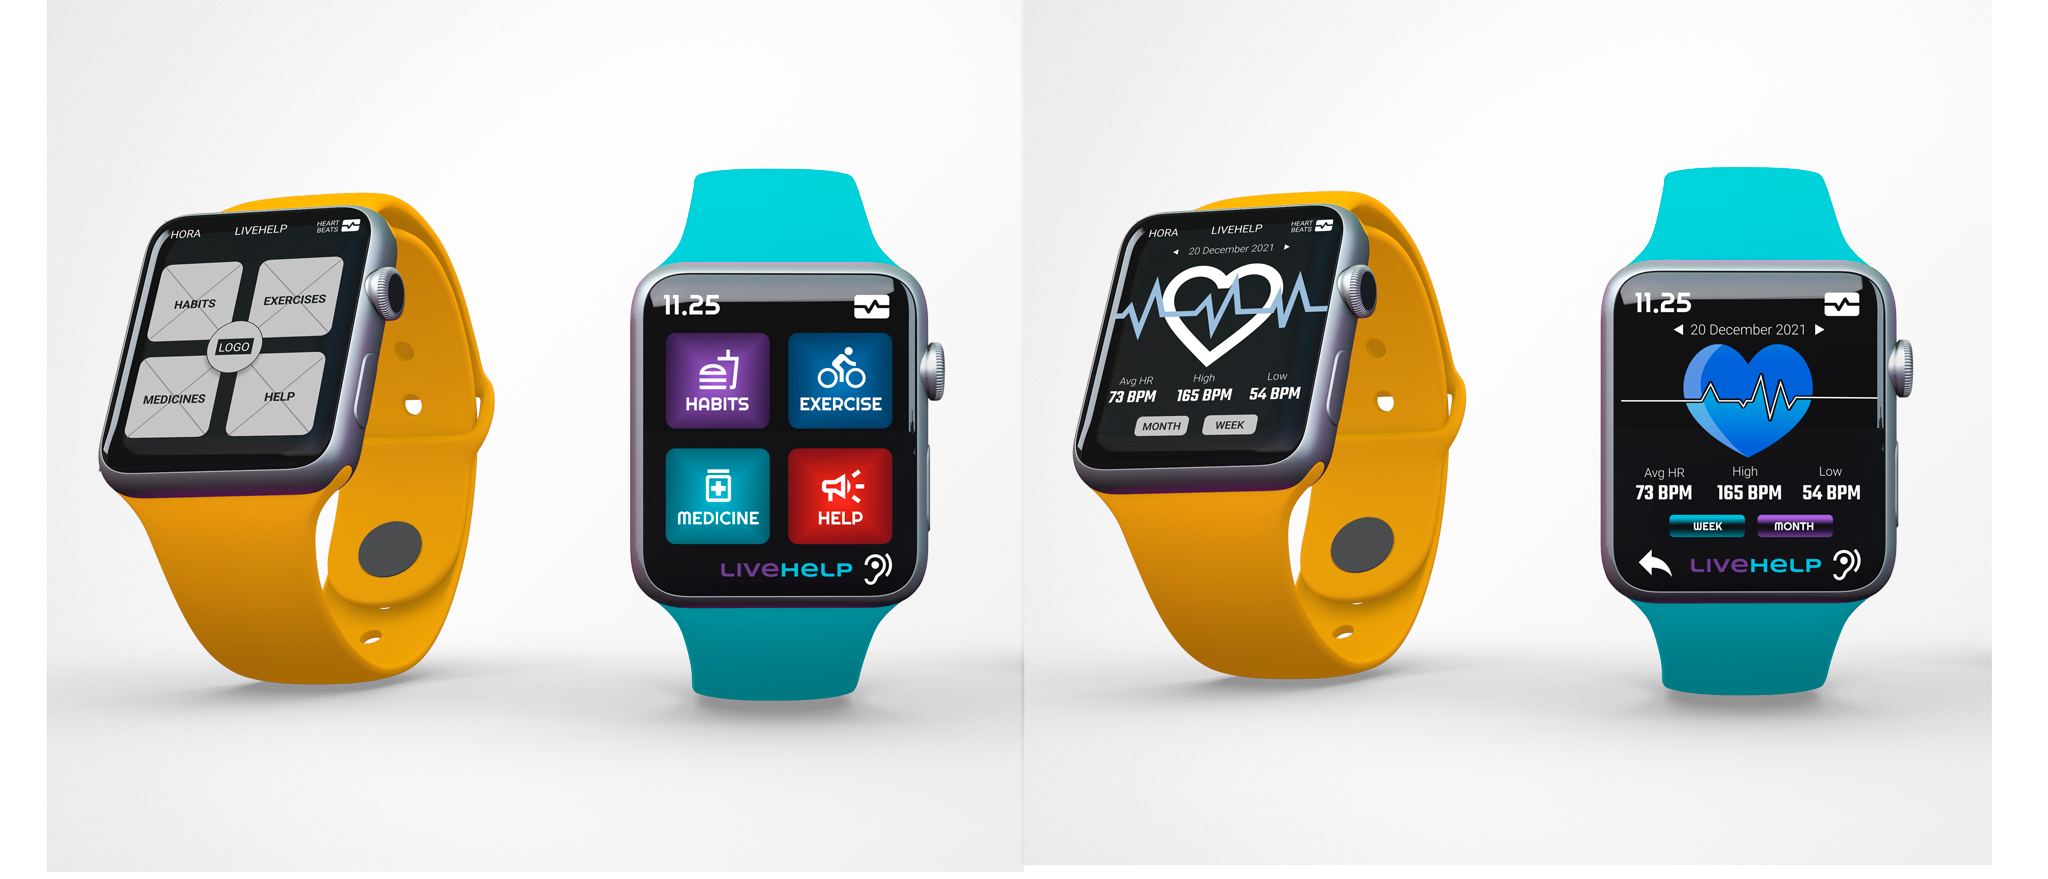 HORA
LIVEHELP
HEART
BEATS
HABITS
EXERCISES
LOGO
MEDICINES
HELP
11.25
HABITS
EXERCISE
MEDICINE
HELP
LIVEHELP
HORA
LIVEHELP
HEART
BEATS
20 December 2021
Avg HR High Low
73 BPM 165 BPM 54 BPM
MONTH WEEK
11.25
20 December 2021
Avg HR High Low
73 BPM 165 BPM 54 BPM
WEEK MONTH
LIVEHELP